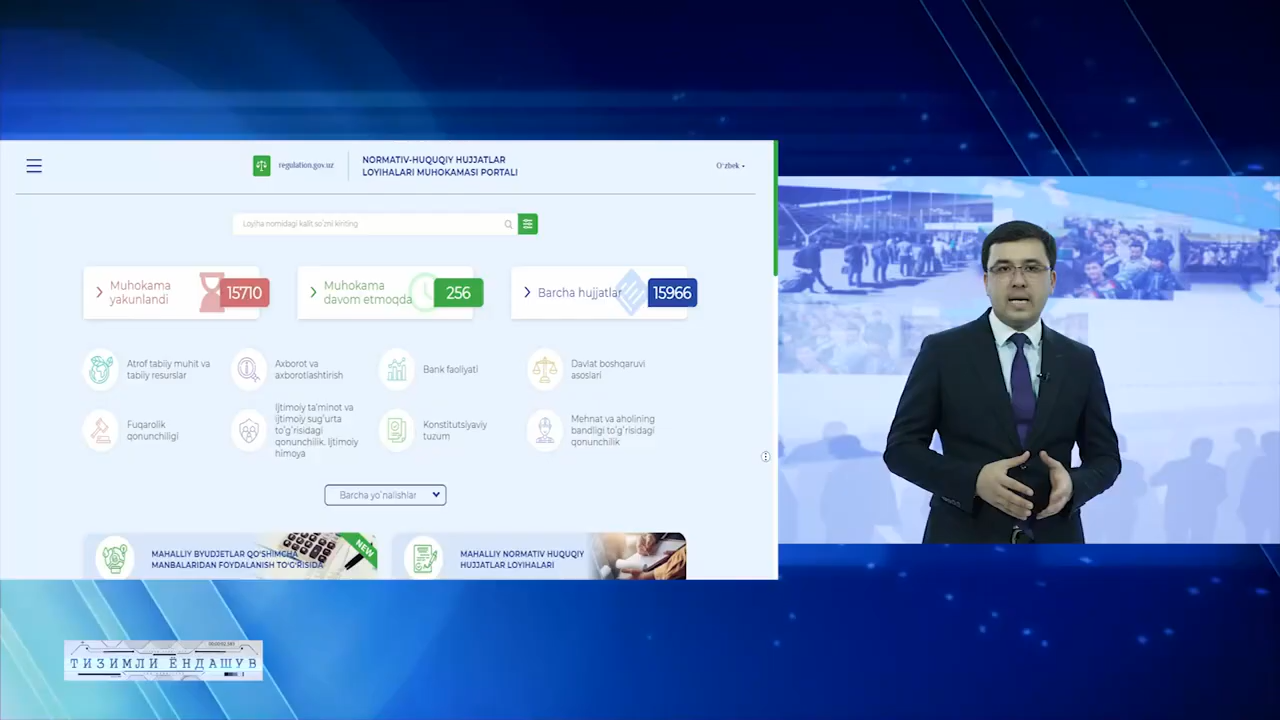 regulation.gov.uz
NORMATIV-HUQUQIY HUJJATLAR
LOYIHALARI MUHOKAMASI PORTALI
O'zbek
Loyiha nomidagi kalit so'zni kiriting
Muhokama
yakunlandi
15710
Muhokama
davom etmoqda
256
Barcha hujjatlar
15966
Atrof tabiiy muhit va
tabiiy resurslar
Axborot va
axborotlashtirish
Bank faoliyati
Davlat boshqaruvi
asoslari
Fuqarolik
qonunchiligi
Ijtimoiy ta'minot va
ijtimoiy sug'urta
to'g'risidagi
qonunchilik. Ijtimoiy
himoya
Konstitutsiyaviy
tuzum
Mehnat va aholining
bandligi to'g'risidagi
qonunchilik
Barcha yo'nalishlar
MAHALLIY BYUDJETLAR QO'SHIMCHA
MANBALARIDAN FOYDALANISH TO'G'RISIDA
NEW
MAHALLIY NORMATIV HUQUQIY
HUJJATLAR LOYIHALARI
ТИЗИМЛИ ЁНДАШУВ